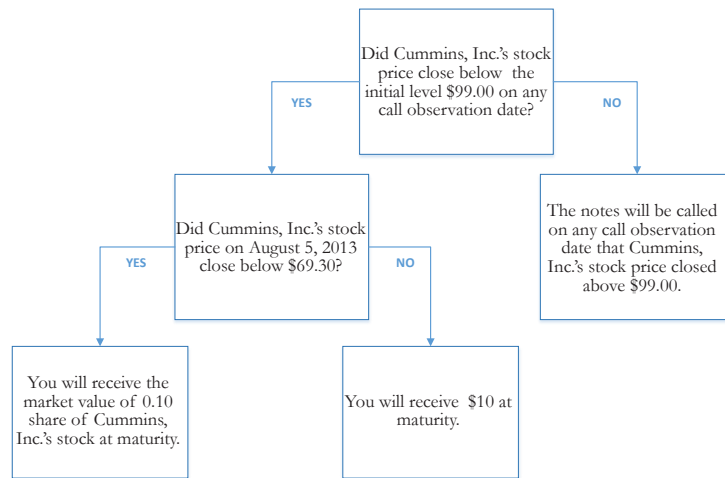 Did Cummins, Inc.'s stock
price close below the
initial level $99.00 on any
call observation date?
YES
NO
Did Cummins, Inc.'s stock
price on August 5, 2013
close below $69.30?
The notes will be called
on any call observation
date that Cummins,
Inc.'s stock price closed
above $99.00.
YES
NO
You will receive the
market value of 0.10
share of Cummins,
Inc.'s stock at maturity.
You will receive $10 at
maturity.